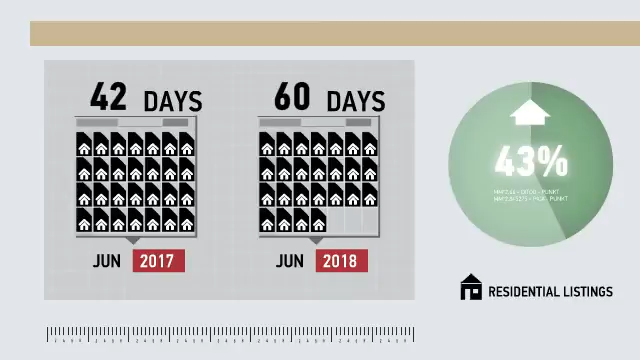 42 DAYS
60 DAYS
JUN 2017
JUN 2018
43%
RESIDENTIAL LISTINGS